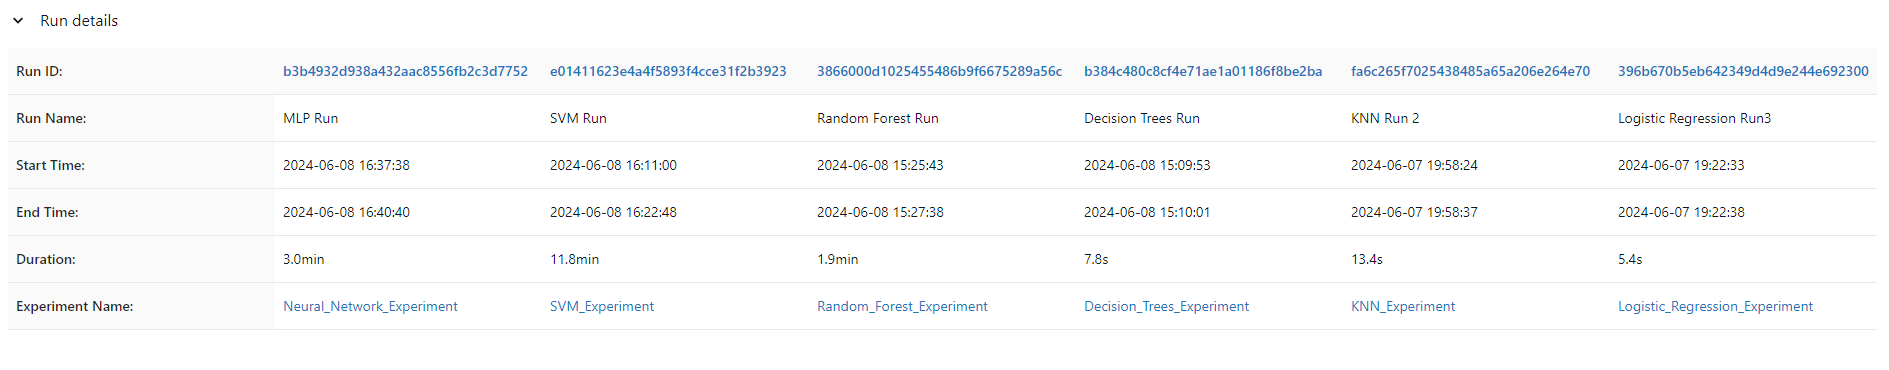 Run details
Run ID: b3b4932d938a432aac8556fb2c3d7752 e01411623e4a4f5893f4cce31f2b3923 3866000d1025455486b9f6675289a56c b384c480c8cf4e71ae1a01186f8be2ba fa6c265f7025438485a65a206e264e70 396b670b5eb642349d4d9e244e692300
Run Name: MLP Run SVM Run Random Forest Run Decision Trees Run KNN Run 2 Logistic Regression Run3
Start Time: 2024-06-08 16:37:38 2024-06-08 16:11:00 2024-06-08 15:25:43 2024-06-08 15:09:53 2024-06-07 19:58:24 2024-06-07 19:22:33
End Time: 2024-06-08 16:40:40 2024-06-08 16:22:48 2024-06-08 15:27:38 2024-06-08 15:10:01 2024-06-07 19:58:37 2024-06-07 19:22:38
Duration: 3.0min 11.8min 1.9min 7.8s 13.4s 5.4s
Experiment Name: Neural_Network_Experiment SVM_Experiment Random_Forest_Experiment Decision_Trees_Experiment KNN_Experiment Logistic_Regression_Experiment